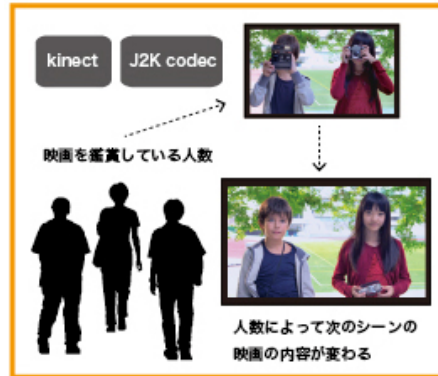 kinect
J2K codec
映画を鑑賞している人数
人数によって次のシーンの
映画の内容が変わる